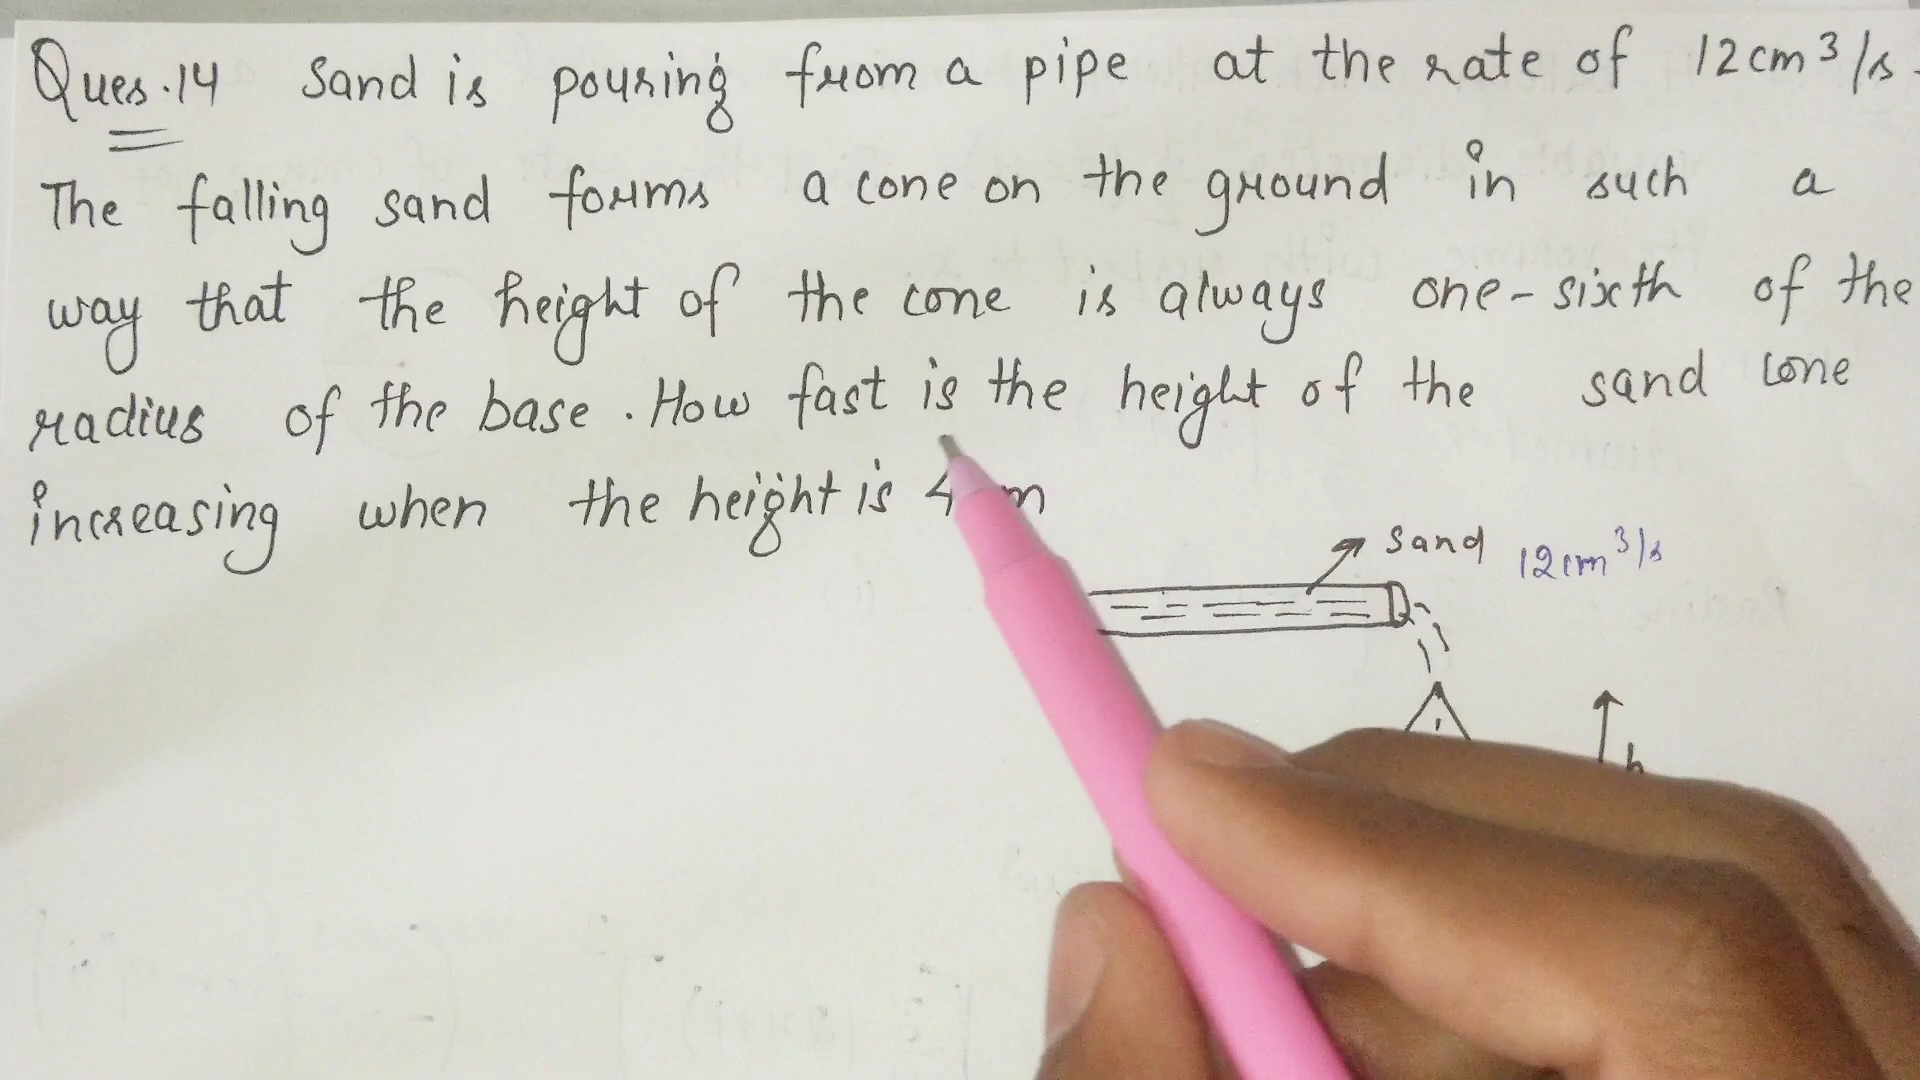 Ques.14 Sand is pouring from a pipe at the rate of 12cm³/s.
The falling sand forms a cone on the ground in such a
way that the height of the cone is always one-sixth of the
radius of the base. How fast is the height of the sand cone
increasing when the height is 4 m
Sand 12cm³/s
h